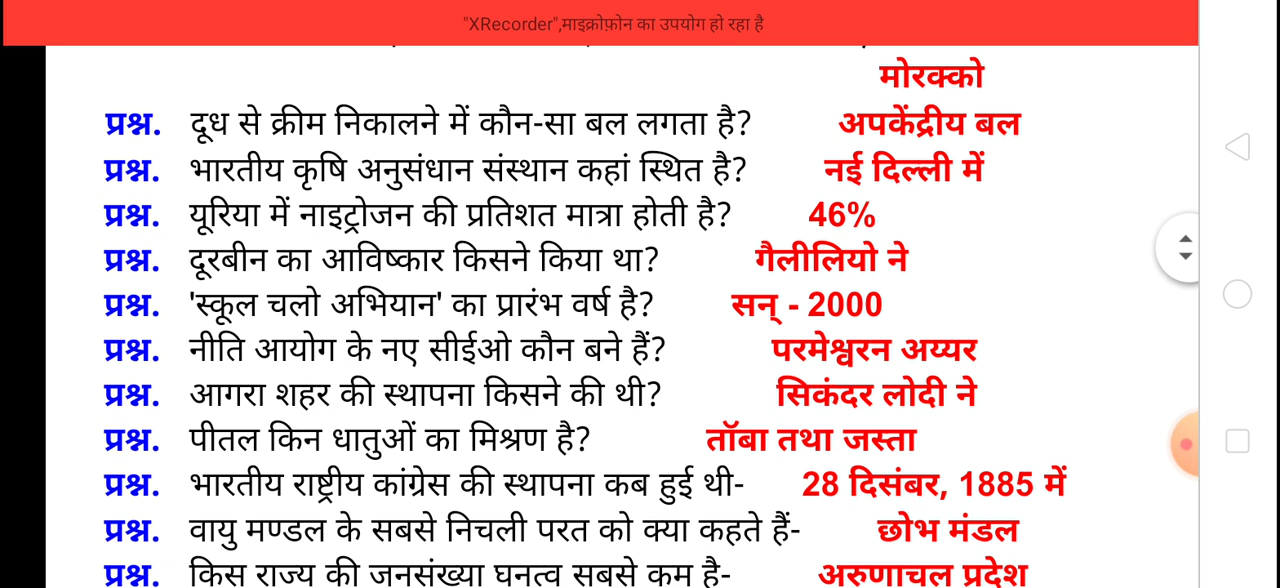 "XRecorder",माइक्रोफ़ोन का उपयोग हो रहा है
मोरक्को
प्रश्न. दूध से क्रीम निकालने में कौन-सा बल लगता है? अपकेंद्रीय बल
प्रश्न. भारतीय कृषि अनुसंधान संस्थान कहां स्थित है? नई दिल्ली में
प्रश्न. यूरिया में नाइट्रोजन की प्रतिशत मात्रा होती है? 46%
प्रश्न. दूरबीन का आविष्कार किसने किया था? गैलीलियो ने
प्रश्न. 'स्कूल चलो अभियान' का प्रारंभ वर्ष है? सन् - 2000
प्रश्न. नीति आयोग के नए सीईओ कौन बने हैं? परमेश्वरन अय्यर
प्रश्न. आगरा शहर की स्थापना किसने की थी? सिकंदर लोदी ने
प्रश्न. पीतल किन धातुओं का मिश्रण है? तॉबा तथा जस्ता
प्रश्न. भारतीय राष्ट्रीय कांग्रेस की स्थापना कब हुई थी- 28 दिसंबर, 1885 में
प्रश्न. वायु मण्डल के सबसे निचली परत को क्या कहते हैं- छोभ मंडल
प्रश्न. किस राज्य की जनसंख्या घनत्व सबसे कम है- अरुणाचल प्रदेश